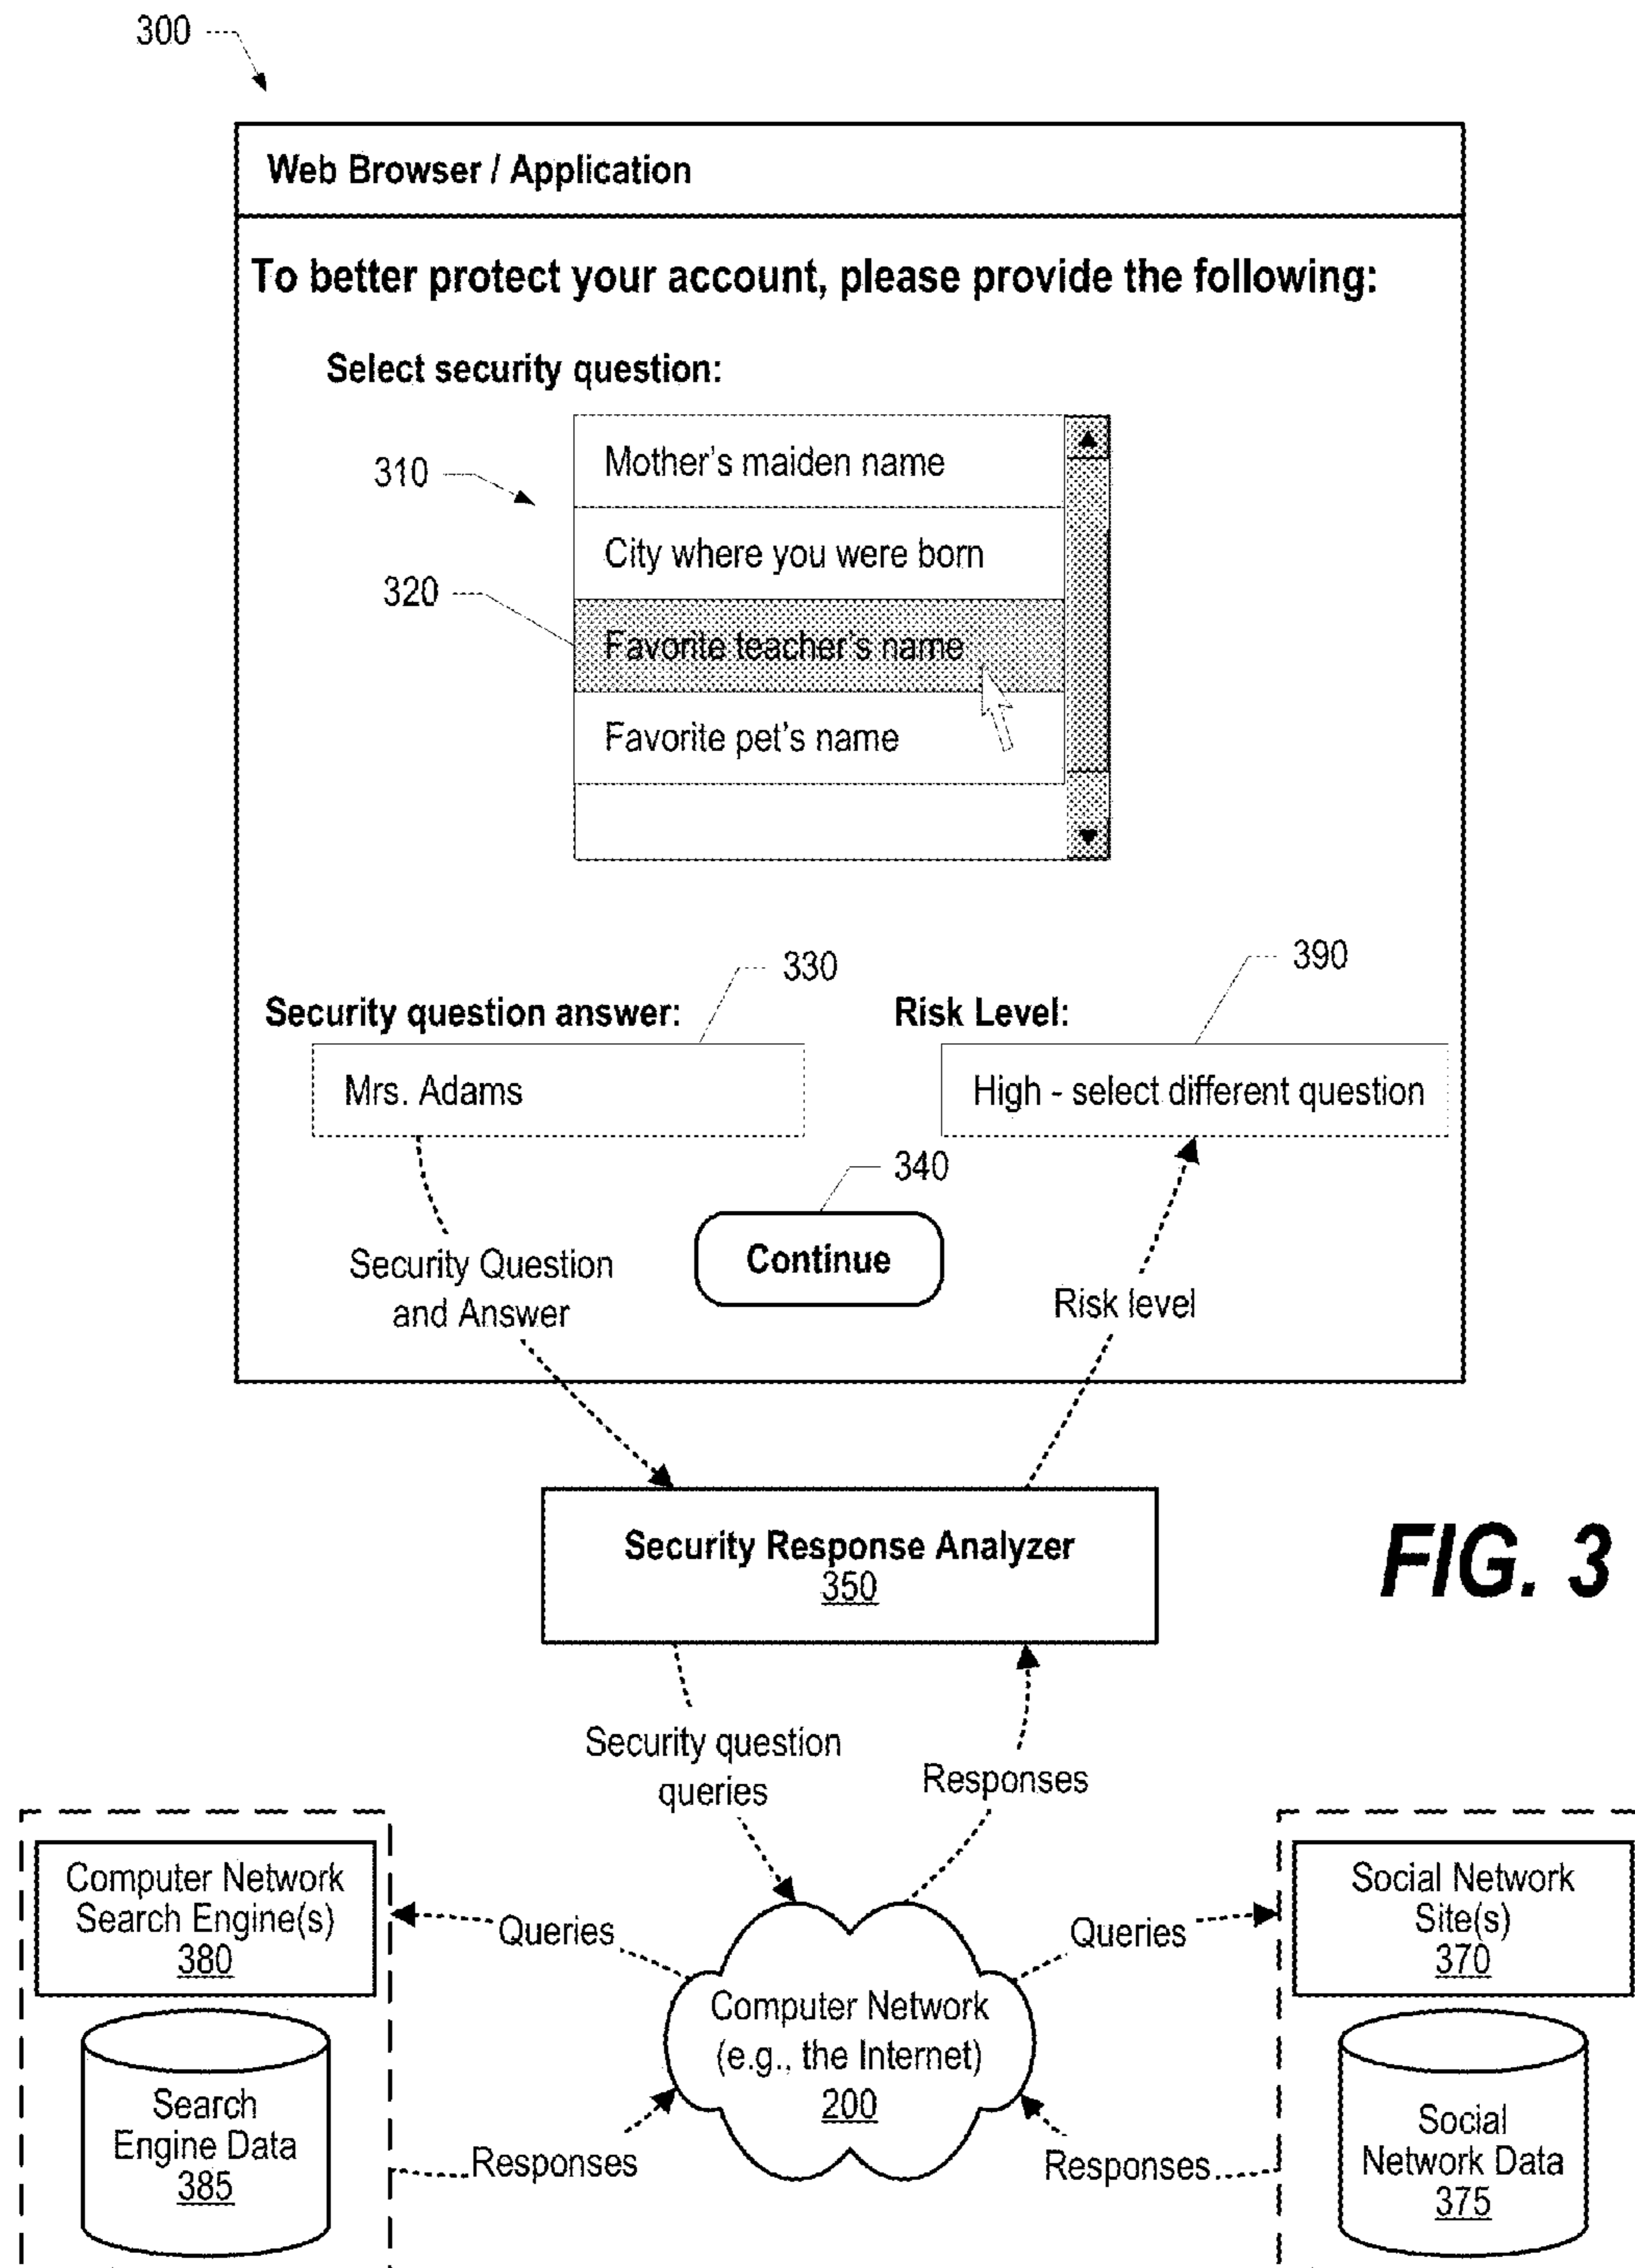 300
Web Browser / Application
To better protect your account, please provide the following:
Select security question:
310
Mother's maiden name
City where you were born
320
Favorite teacher's name
Favorite pet's name
330
390
Security question answer:
Risk Level:
Mrs. Adams
High - select different question
340
Continue
Security Question
and Answer
Risk level
Security Response Analyzer
350
FIG. 3
Security question
queries
Responses
Computer Network
Search Engine(s)
380
Queries
Queries
Social Network
Site(s)
370
Computer Network
(e.g., the Internet)
200
Search
Engine Data
385
Responses
Responses
Social
Network Data
375